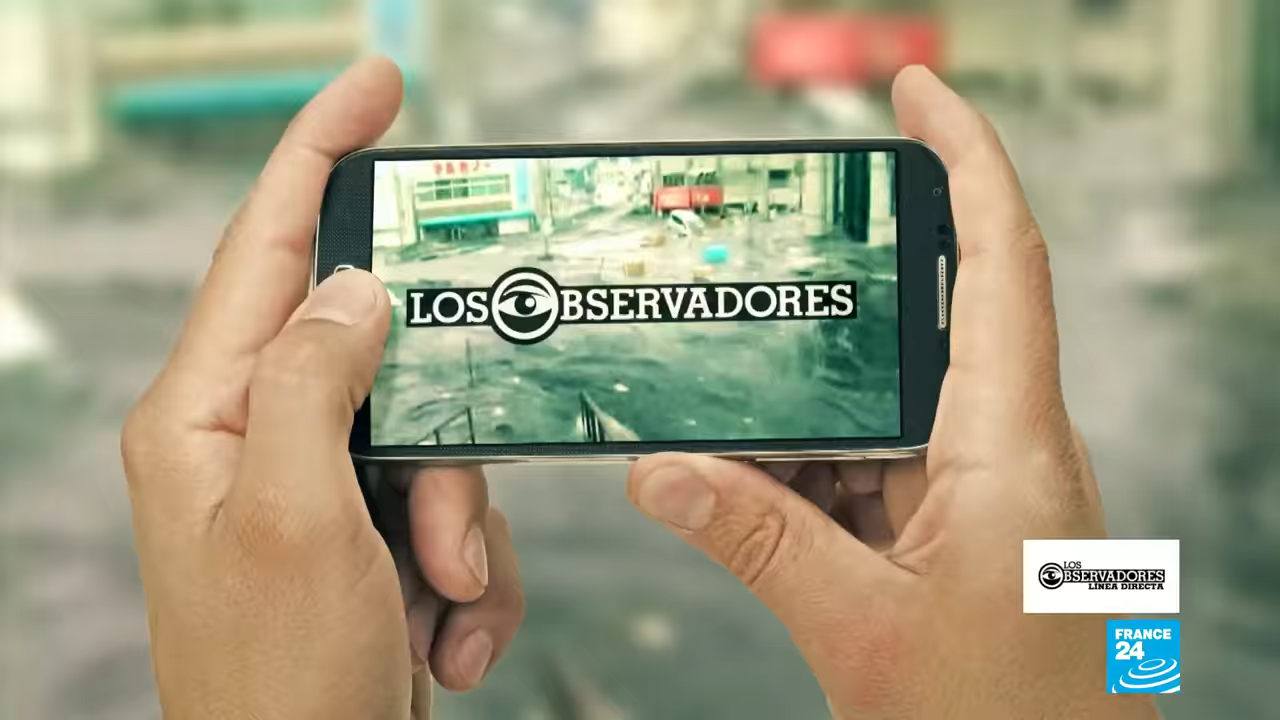 LOS OBSERVADORES
LOS
OBSERVADORES
LÍNEA DIRECTA
FRANCE
24